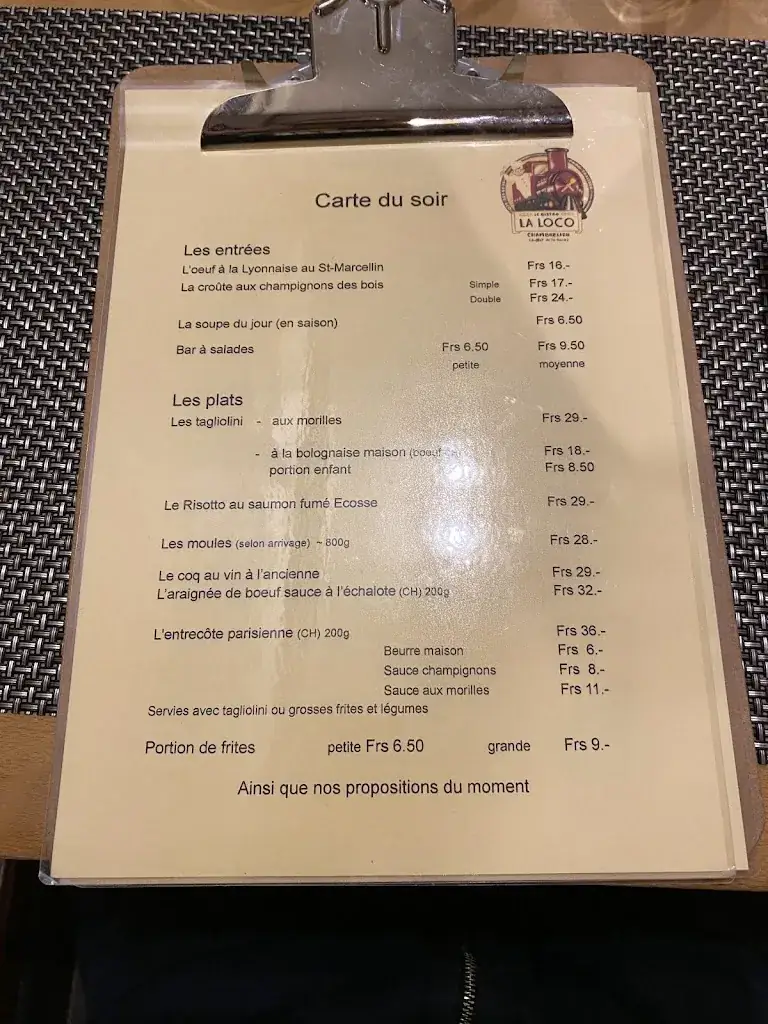 LE BISTRO
LA LOCO
CHAMBRELIEN
Carte du soir
Les entrées
L'oeuf à la Lyonnaise au St-Marcellin Frs 16.-
La croûte aux champignons des bois Simple Frs 17.-
Double Frs 24.-
La soupe du jour (en saison) Frs 6.50
Bar à salades Frs 6.50 Frs 9.50
petite moyenne
Les plats
Les tagliolini - aux morilles Frs 29.-
- à la bolognaise maison (boeuf Frs 18.-
portion enfant Frs 8.50
Le Risotto au saumon fumé Ecosse Frs 29.-
Les moules (selon arrivage) ~ 800g Frs 28.-
Le coq au vin à l'ancienne Frs 29.-
L'araignée de boeuf sauce à l'échalote (CH) 200g Frs 32.-
L'entrecôte parisienne (CH) 200g Frs 36.-
Beurre maison Frs 6.-
Sauce champignons Frs 8.-
Sauce aux morilles Frs 11.-
Servies avec tagliolini ou grosses frites et légumes
Portion de frites petite Frs 6.50 grande Frs 9.-
Ainsi que nos propositions du moment